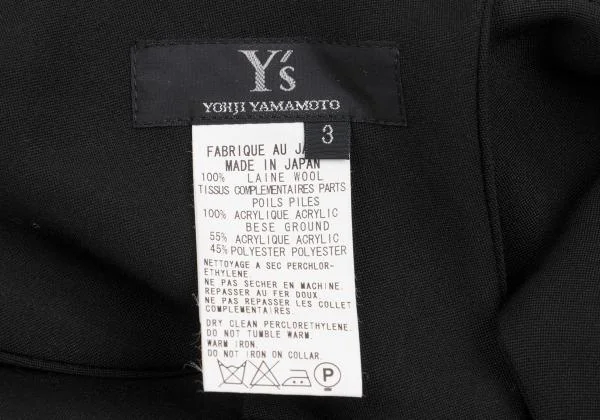 Y's
YOHJI YAMAMOTO
3
FABRIQUE AU JA
MADE IN JAPAN
100% LAINE WOOL
TISSUS COMPLEMENTAIRES PARTS
POILS PILES
100% ACRYLIQUE ACRYLIC
BESE GROUND
55% ACRYLIQUE ACRYLIC
45% POLYESTER POLYESTER
NETTOYAGE A SEC PERCHLOR-
ETHYLENE.
NE PAS SECHER EN MACHINE.
REPASSER AU FER DOUX.
NE PAS REPASSER LES COLLET
COMPLEMENTAIRES.
DRY CLEAN PERCLORETHYLENE.
DO NOT TUMBLE WARM.
WARM IRON.
DO NOT IRON ON COLLAR.
P